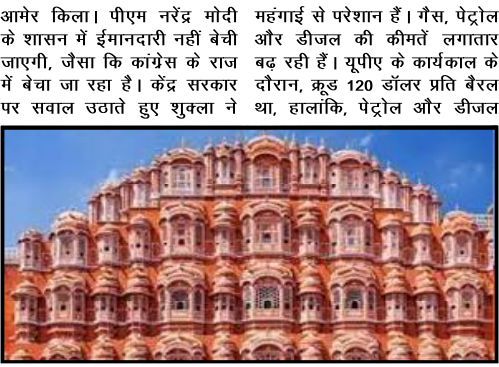 आमेर किला। पीएम नरेंद्र मोदी
के शासन में ईमानदारी नहीं बेची
जाएगी, जैसा कि कांग्रेस के राज
में बेचा जा रहा है। केंद्र सरकार
पर सवाल उठाते हुए शुक्ला ने
महंगाई से परेशान हैं। गैस, पेट्रोल
और डीजल की कीमतें लगातार
बढ़ रही हैं। यूपीए के कार्यकाल के
दौरान, क्रूड 120 डॉलर प्रति बैरल
था, हालांकि, पेट्रोल और डीजल